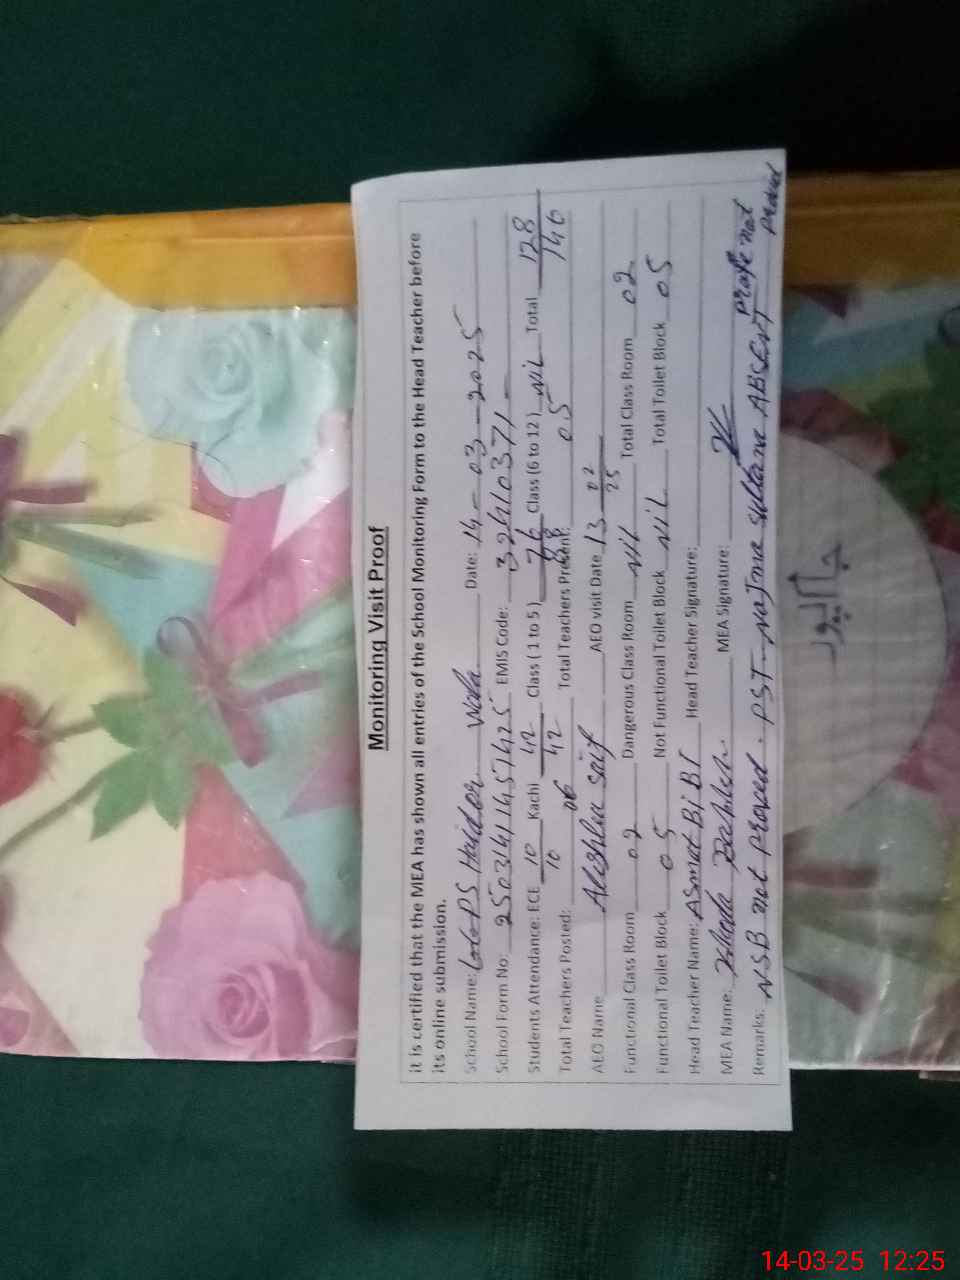 Monitoring Visit Proof
it is certified that the MEA has shown all entries of the School Monitoring Form to the Head Teacher before
its online submission.
School Name: GGPS Haider Wala Date: 14-03-2025
School Form No: 25034141457425 EMIS Code: 32410371
Students Attendance: ECE 10/10 Kachi 42/42 Class (1 to 5) 76/88 Class (6 to 12) NIL Total 128/140
Total Teachers Posted: 06 Total Teachers Present: 05
AEO Name Aleshba saif AEO visit Date 13 02/25
Functional Class Room 02 Dangerous Class Room Nil Total Class Room 02
Functional Toilet Block 05 Not Functional Toilet Block NIL Total Toilet Block 05
Head Teacher Name: ASmat BiBI Head Teacher Signature:
MEA Name: Khuda Bakhsh MEA Signature:
Remarks: NSB not proved. PST Najma sultana ABSENT not
14-03-25 12:25